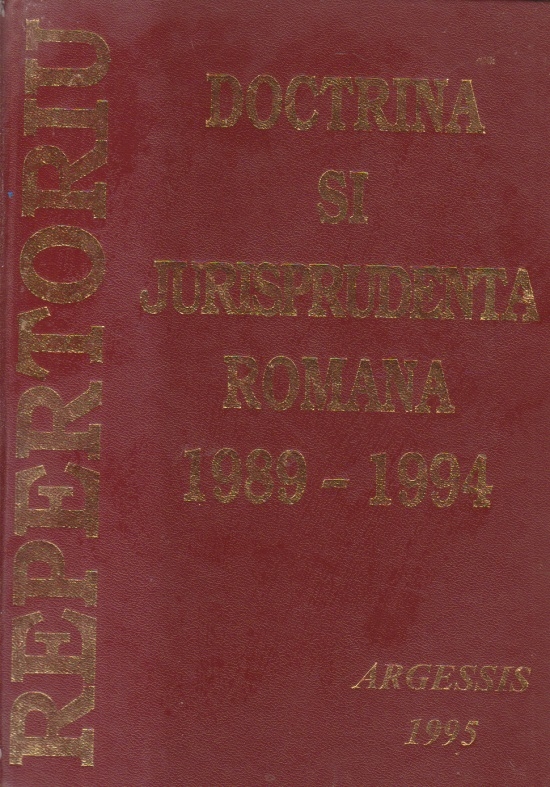 REPERTORIU
DOCTRINA
SI
JURISPRUDENTA
ROMANA
1989 - 1994
ARGESSIS
1995